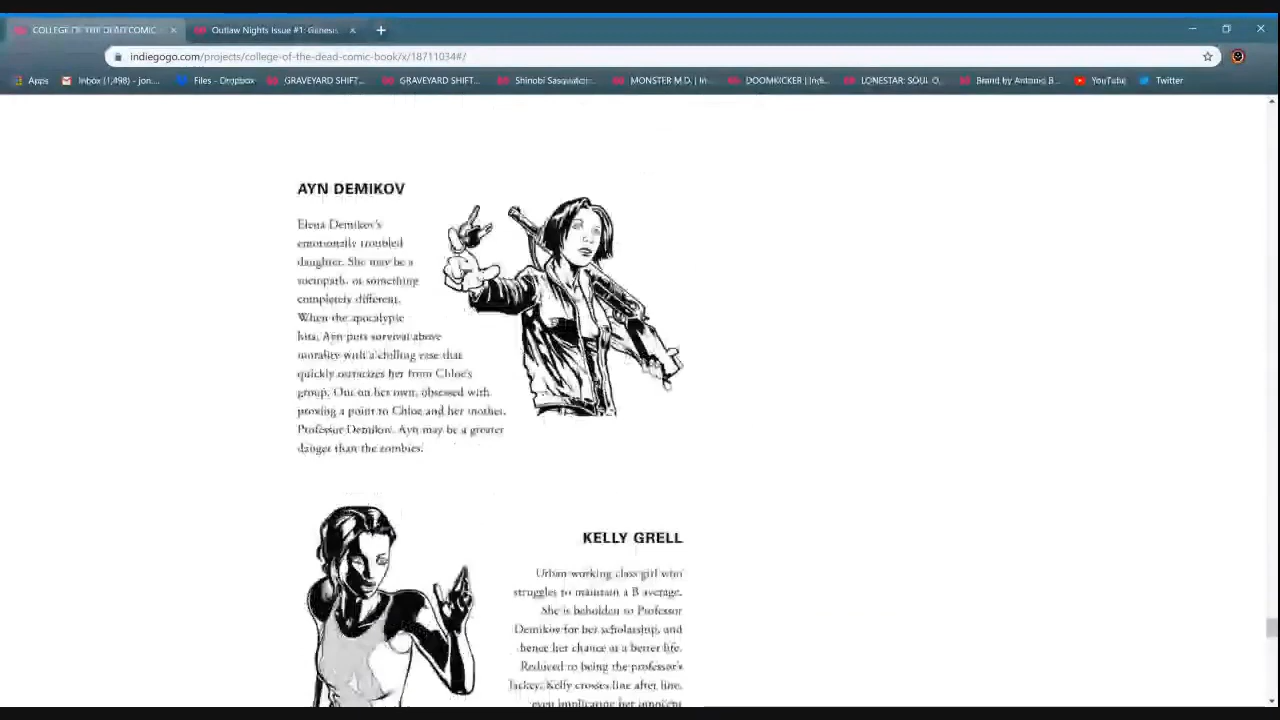 COLLEGE OF THE DEAD COMIC
Outlaw Nights Issue #1: Genesis
indiegogo.com/projects/college-of-the-dead-comic-book/x/18711034#/
Apps Inbox (1,498) - jon.... Files - Dropbox GRAVEYARD SHIFT... GRAVEYARD SHIFT... Shinobi Sasquatch:... MONSTER M.D. | In... DOOMKICKER | Indi... LONESTAR: SOUL O... Brand by Antonio B... YouTube Twitter
AYN DEMIKOV
Elena Demikov's
emotionally troubled
daughter. She may be a
sociopath, or something
completely different.
When the apocalypse
hits, Ayn puts survival above
morality with a chilling ease that
quickly ostracizes her from Chloe's
group. Out on her own, obsessed with
proving a point to Chloe and her mother,
Professor Demikov, Ayn may be a greater
danger than the zombies.
KELLY GRELL
Urban working class girl who
struggles to maintain a B average.
She is beholden to Professor
Demikov for her scholarship, and
hence her chance at a better life.
Reduced to being the professor's
lackey, Kelly crosses line after line,
even implicating her innocent